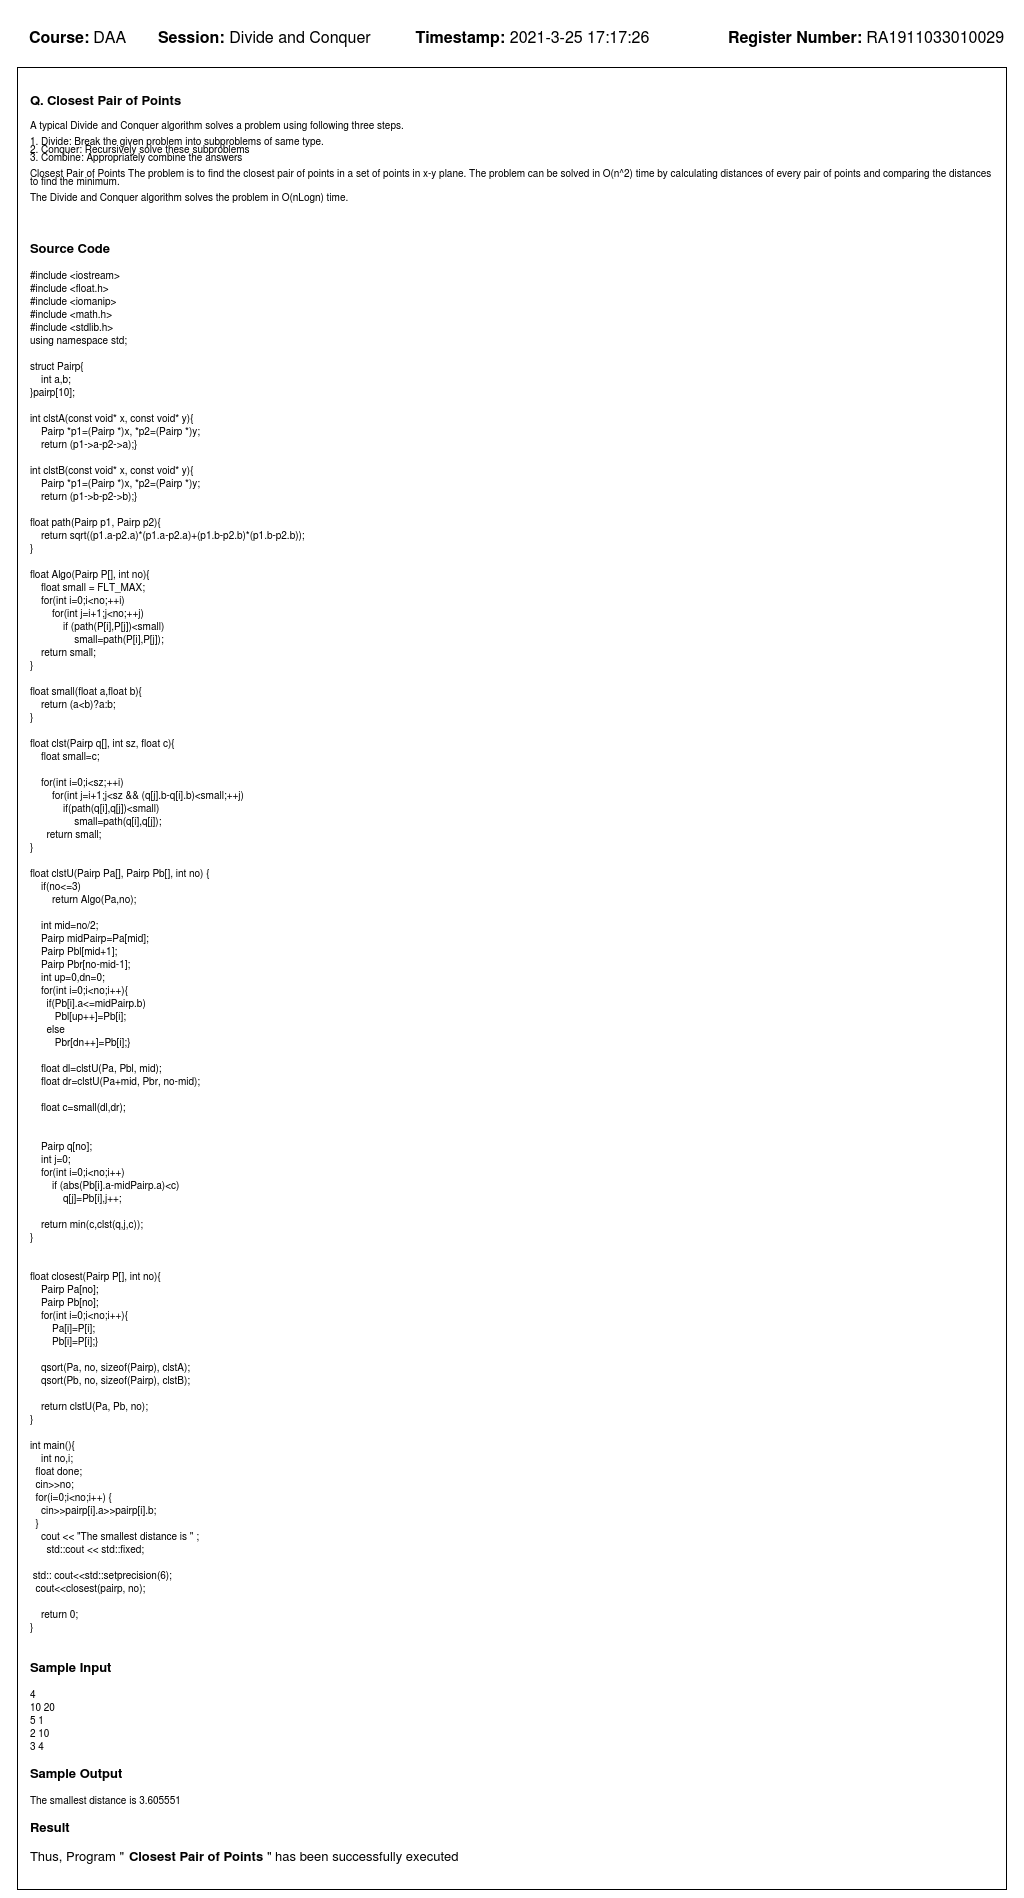 Course: DAA Session: Divide and Conquer Timestamp: 2021-3-25 17:17:26 Register Number: RA1911033010029
Q. Closest Pair of Points
A typical Divide and Conquer algorithm solves a problem using following three steps.
1. Divide: Break the given problem into subproblems of same type.
2. Conquer: Recursively solve these subproblems
3. Combine: Appropriately combine the answers
Closest Pair of Points The problem is to find the closest pair of points in a set of points in x-y plane. The problem can be solved in O(n^2) time by calculating distances of every pair of points and comparing the distances
to find the minimum.
The Divide and Conquer algorithm solves the problem in O(nLogn) time.
Source Code
#include <iostream>
#include <float.h>
#include <iomanip>
#include <math.h>
#include <stdlib.h>
using namespace std;
struct Pairp{
int a,b;
}pairp[10];
int clstA(const void* x, const void* y){
Pairp *p1=(Pairp *)x, *p2=(Pairp *)y;
return (p1->a-p2->a);}
int clstB(const void* x, const void* y){
Pairp *p1=(Pairp *)x, *p2=(Pairp *)y;
return (p1->b-p2->b);}
float path(Pairp p1, Pairp p2){
return sqrt((p1.a-p2.a)*(p1.a-p2.a)+(p1.b-p2.b)*(p1.b-p2.b));
}
float Algo(Pairp P[], int no){
float small = FLT_MAX;
for(int i=0;i<no;++i)
for(int j=i+1;j<no;++j)
if (path(P[i],P[j])<small)
small=path(P[i],P[j]);
return small;
}
float small(float a,float b){
return (a<b)?a:b;
}
float clst(Pairp q[], int sz, float c){
float small=c;
for(int i=0;i<sz;++i)
for(int j=i+1;j<sz && (q[j].b-q[i].b)<small;++j)
if(path(q[i],q[j])<small)
small=path(q[i],q[j]);
return small;
}
float clstU(Pairp Pa[], Pairp Pb[], int no) {
if(no<=3)
return Algo(Pa,no);
int mid=no/2;
Pairp midPairp=Pa[mid];
Pairp Pbl[mid+1];
Pairp Pbr[no-mid-1];
int up=0,dn=0;
for(int i=0;i<no;i++){
if(Pb[i].a<=midPairp.b)
Pbl[up++]=Pb[i];
else
Pbr[dn++]=Pb[i];}
float dl=clstU(Pa, Pbl, mid);
float dr=clstU(Pa+mid, Pbr, no-mid);
float c=small(dl,dr);
Pairp q[no];
int j=0;
for(int i=0;i<no;i++)
if (abs(Pb[i].a-midPairp.a)<c)
q[j]=Pb[i],j++;
return min(c,clst(q,j,c));
}
float closest(Pairp P[], int no){
Pairp Pa[no];
Pairp Pb[no];
for(int i=0;i<no;i++){
Pa[i]=P[i];
Pb[i]=P[i];}
qsort(Pa, no, sizeof(Pairp), clstA);
qsort(Pb, no, sizeof(Pairp), clstB);
return clstU(Pa, Pb, no);
}
int main(){
int no,i;
float done;
cin>>no;
for(i=0;i<no;i++) {
cin>>pairp[i].a>>pairp[i].b;
}
cout << "The smallest distance is " ;
std::cout << std::fixed;
std:: cout<<std::setprecision(6);
cout<<closest(pairp, no);
return 0;
}
Sample Input
4
10 20
5 1
2 10
3 4
Sample Output
The smallest distance is 3.605551
Result
Thus, Program " Closest Pair of Points " has been successfully executed